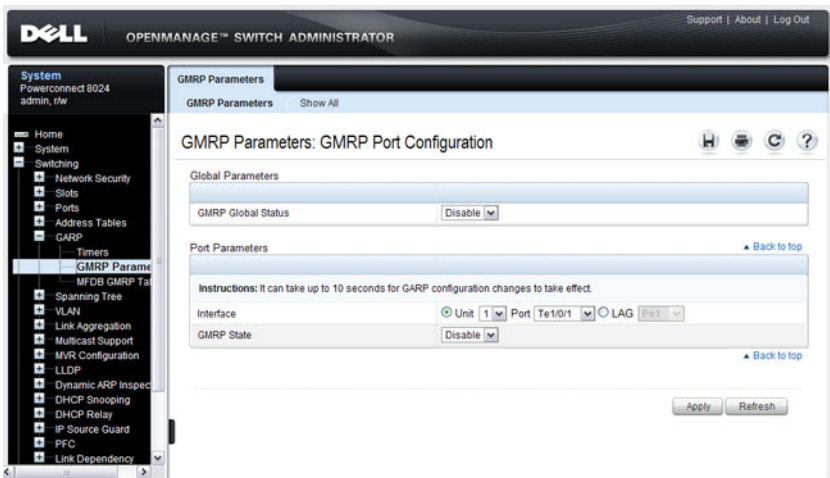 Support | About | Log Out
DELL OPENMANAGE™ SWITCH ADMINISTRATOR
System
Powerconnect 8024
admin, r/w
Home
System
Switching
Network Security
Slots
Ports
Address Tables
GARP
Timers
GMRP Parame
MFDB GMRP Tal
Spanning Tree
VLAN
Link Aggregation
Multicast Support
MVR Configuration
LLDP
Dynamic ARP Inspec
DHCP Snooping
DHCP Relay
IP Source Guard
PFC
Link Dependency
GMRP Parameters
GMRP Parameters Show All
GMRP Parameters: GMRP Port Configuration
Global Parameters
GMRP Global Status Disable
Port Parameters Back to top
Instructions: It can take up to 10 seconds for GARP configuration changes to take effect.
Interface Unit 1 Port Te1/0/1 LAG Po1
GMRP State Disable
Back to top
Apply Refresh